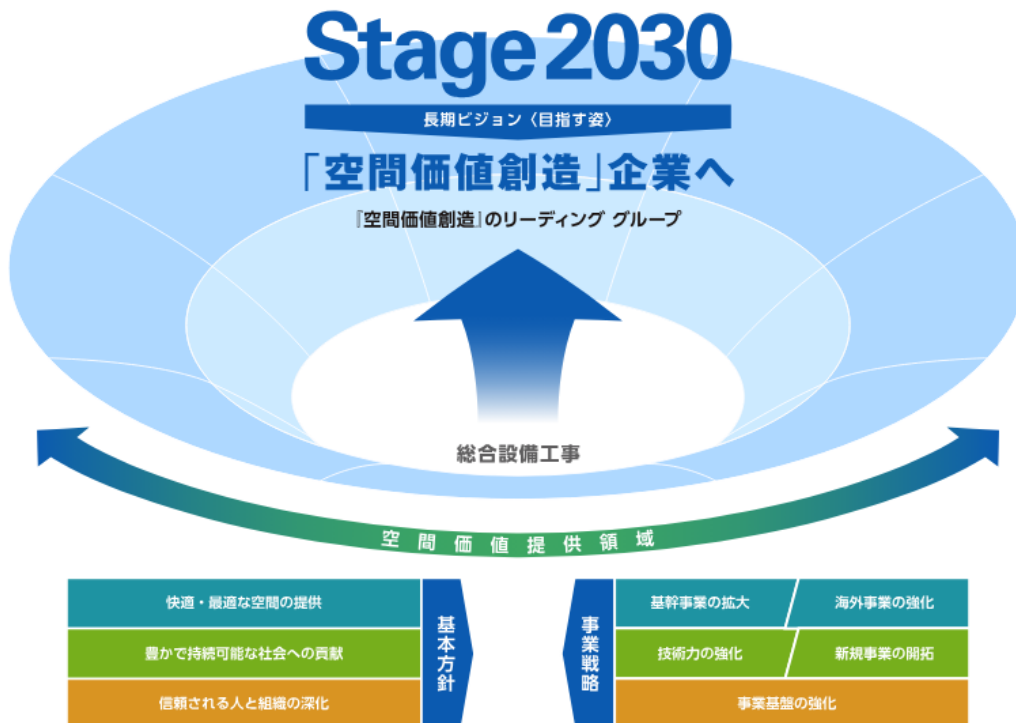 Stage 2030
長期ビジョン〈目指す姿〉
「空間価値創造」企業へ
『空間価値創造』のリーディング グループ
総合設備工事
空間価値提供領域
快適・最適な空間の提供
豊かで持続可能な社会への貢献
信頼される人と組織の深化
基本方針
事業戦略
基幹事業の拡大
海外事業の強化
技術力の強化
新規事業の開拓
事業基盤の強化